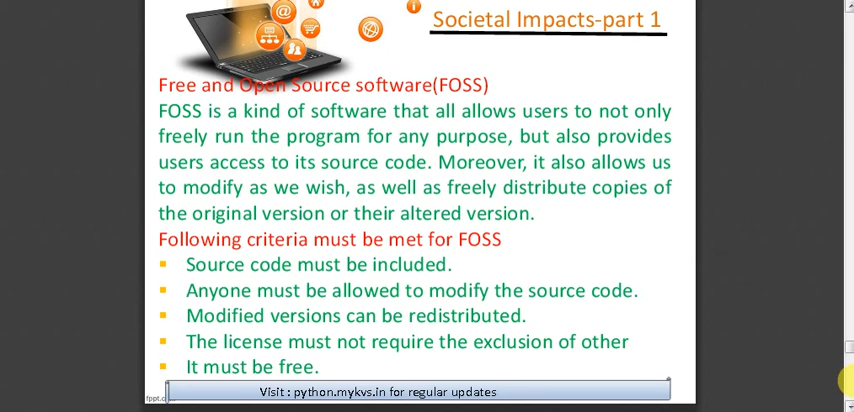 Societal Impacts-part 1
Free and Open Source software(FOSS)
FOSS is a kind of software that all allows users to not only
freely run the program for any purpose, but also provides
users access to its source code. Moreover, it also allows us
to modify as we wish, as well as freely distribute copies of
the original version or their altered version.
Following criteria must be met for FOSS
Source code must be included.
Anyone must be allowed to modify the source code.
Modified versions can be redistributed.
The license must not require the exclusion of other
It must be free.
Visit : python.mykvs.in for regular updates